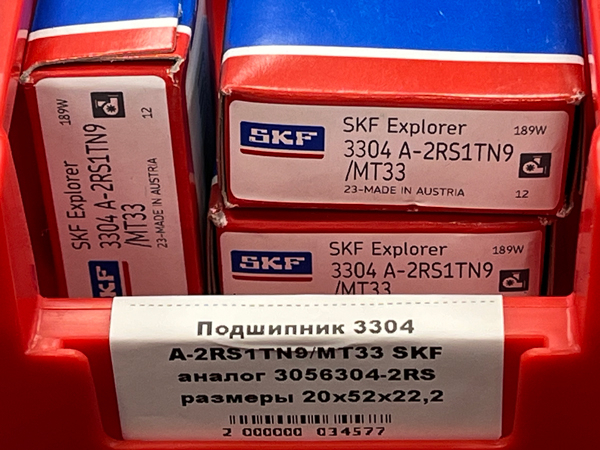 189W
12
SKF Explorer
3304 A-2RS1TN9
/MT33
23-MADE IN AUSTRIA
SKF
SKF
SKF Explorer
189W
3304 A-2RS1TN9
/MT33
23-MADE IN AUSTRIA
12
SKF
SKF Explorer
189W
3304 A-2RS1TN9
/MT33
Подшипник 3304
A-2RS1TN9/MT33 SKF
аналог 3056304-2RS
размеры 20x52x22,2
2 000000 034577